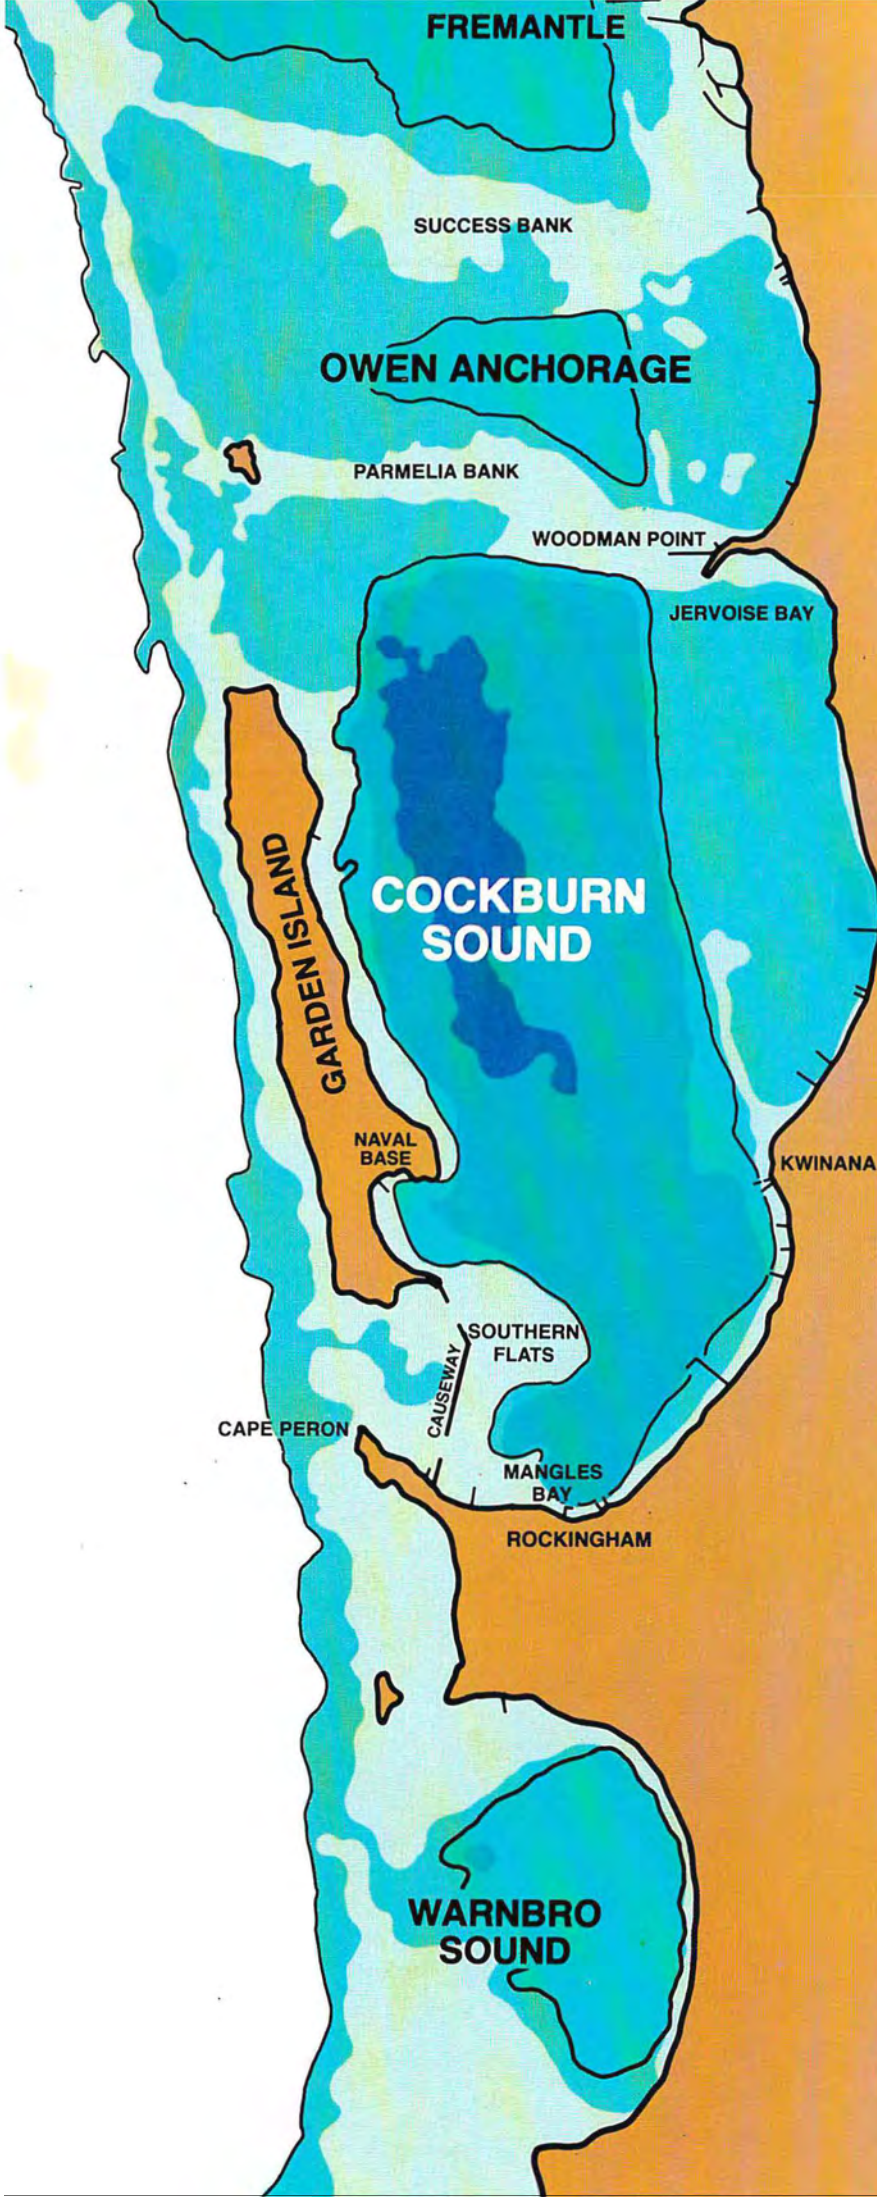 FREMANTLE
SUCCESS BANK
OWEN ANCHORAGE
PARMELIA BANK
WOODMAN POINT
JERVOISE BAY
COCKBURN
SOUND
GARDEN ISLAND
NAVAL
BASE
KWINANA
SOUTHERN
FLATS
CAUSEWAY
CAPE PERON
MANGLES
BAY
ROCKINGHAM
WARNBRO
SOUND